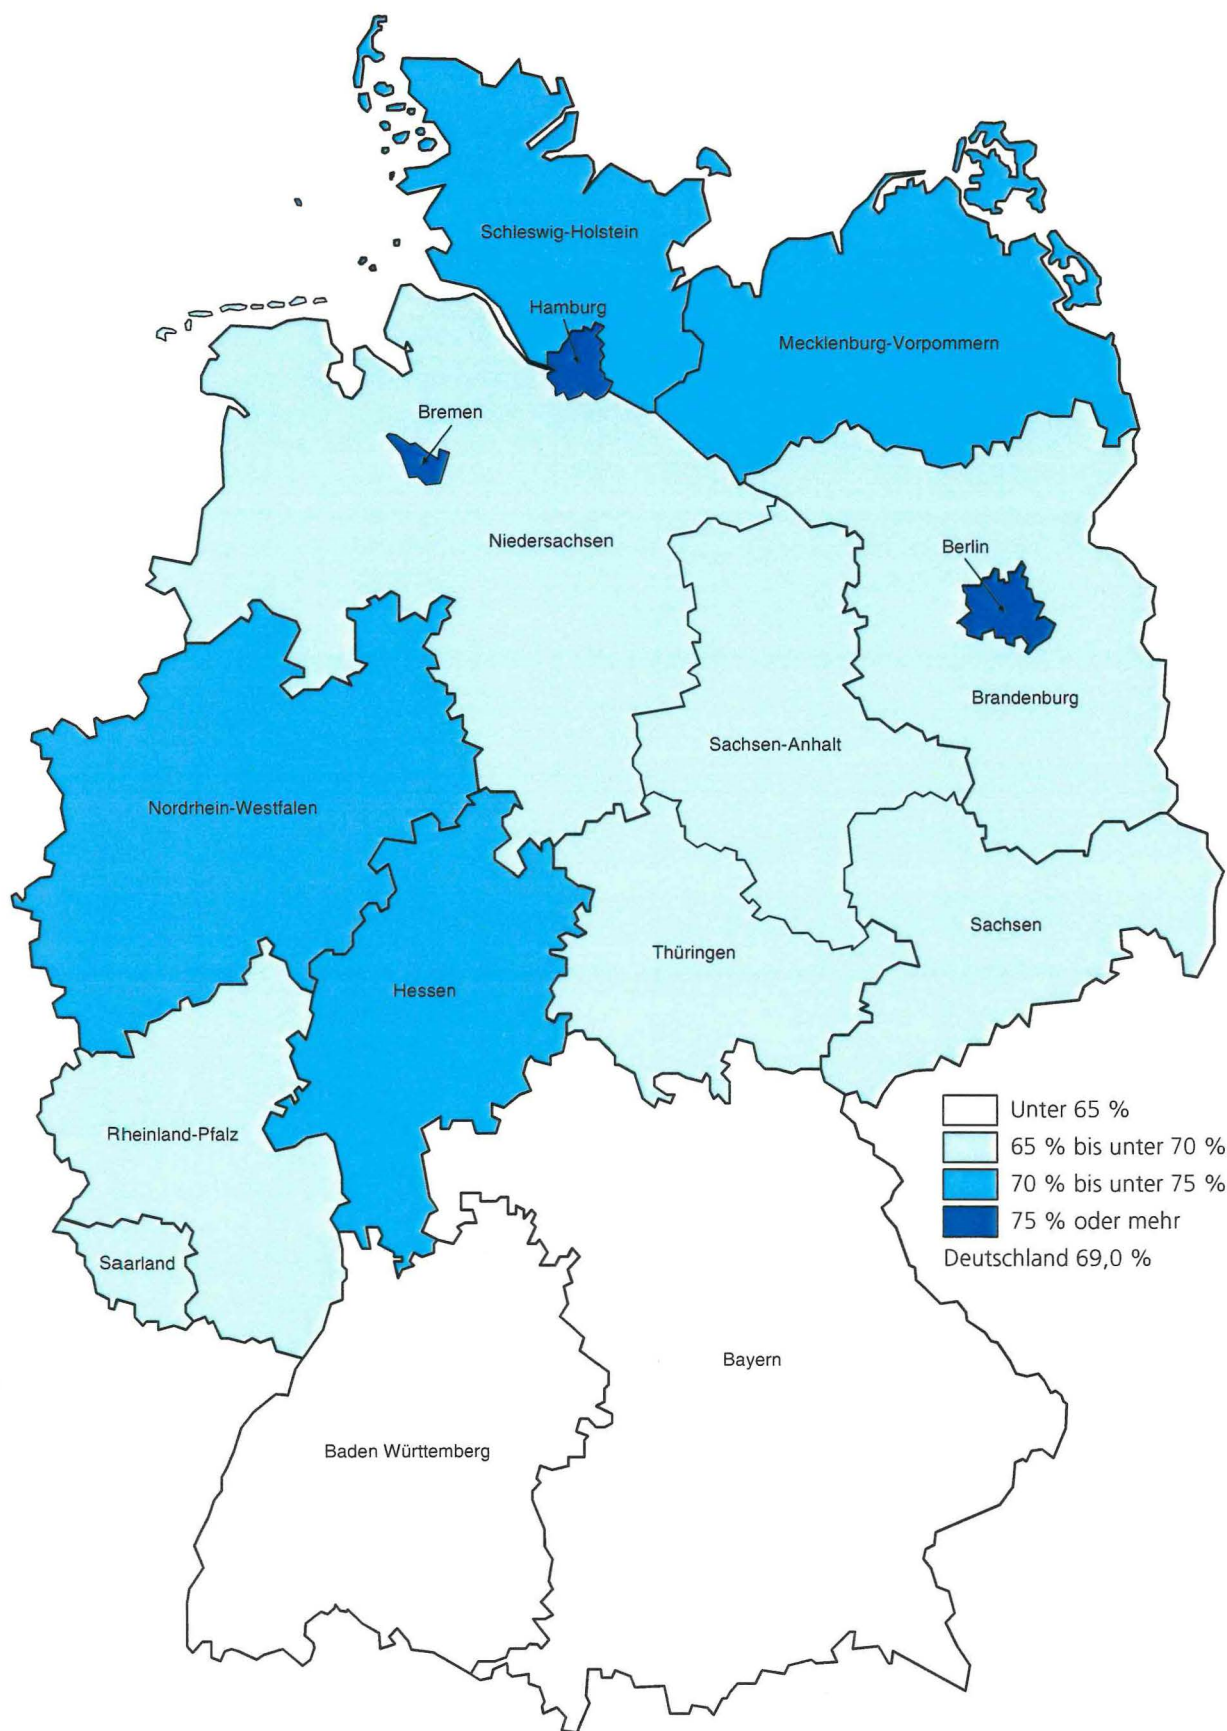 Schleswig-Holstein
Hamburg
Mecklenburg-Vorpommern
Bremen
Niedersachsen
Berlin
Brandenburg
Sachsen-Anhalt
Nordrhein-Westfalen
Sachsen
Thüringen
Hessen
Rheinland-Pfalz
Saarland
Unter 65 %
65 % bis unter 70 %
70 % bis unter 75 %
75 % oder mehr
Deutschland 69,0 %
Bayern
Baden Württemberg